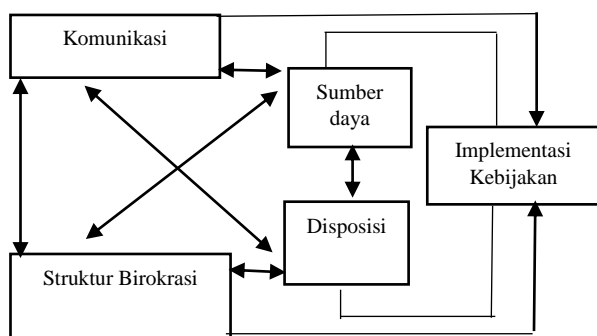 Komunikasi
Sumber
daya
Implementasi
Kebijakan
Disposisi
Struktur Birokrasi